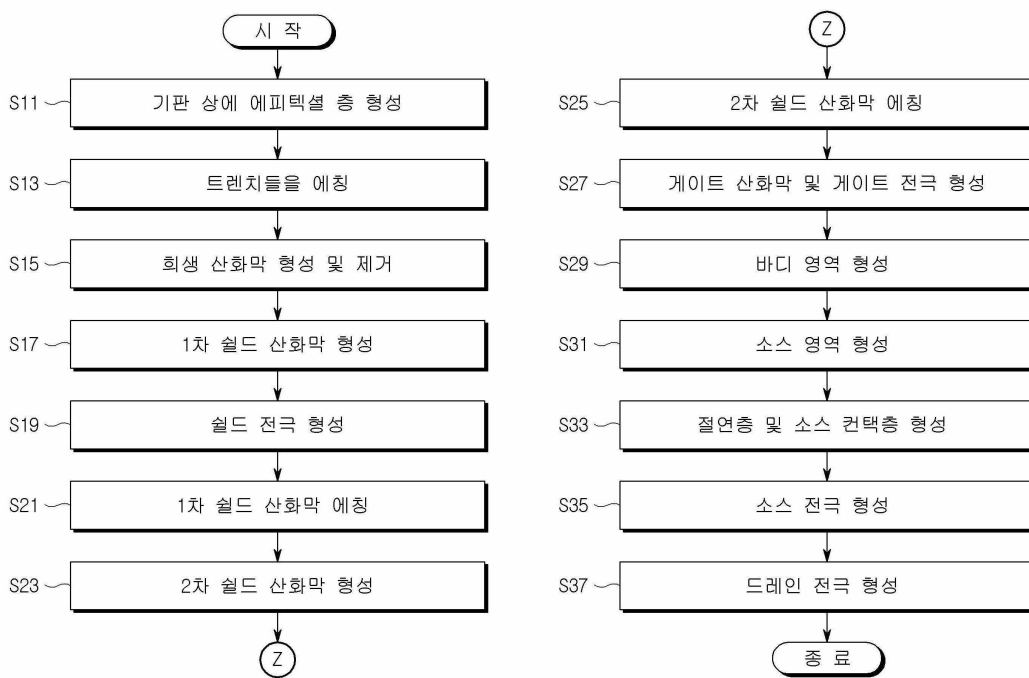 시 작
S11 기판 상에 에피텍셜 층 형성
S13 트렌치들을 에칭
S15 희생 산화막 형성 및 제거
S17 1차 쉴드 산화막 형성
S19 쉴드 전극 형성
S21 1차 쉴드 산화막 에칭
S23 2차 쉴드 산화막 형성
Z
Z
S25 2차 쉴드 산화막 에칭
S27 게이트 산화막 및 게이트 전극 형성
S29 바디 영역 형성
S31 소스 영역 형성
S33 절연층 및 소스 컨택층 형성
S35 소스 전극 형성
S37 드레인 전극 형성
종 료